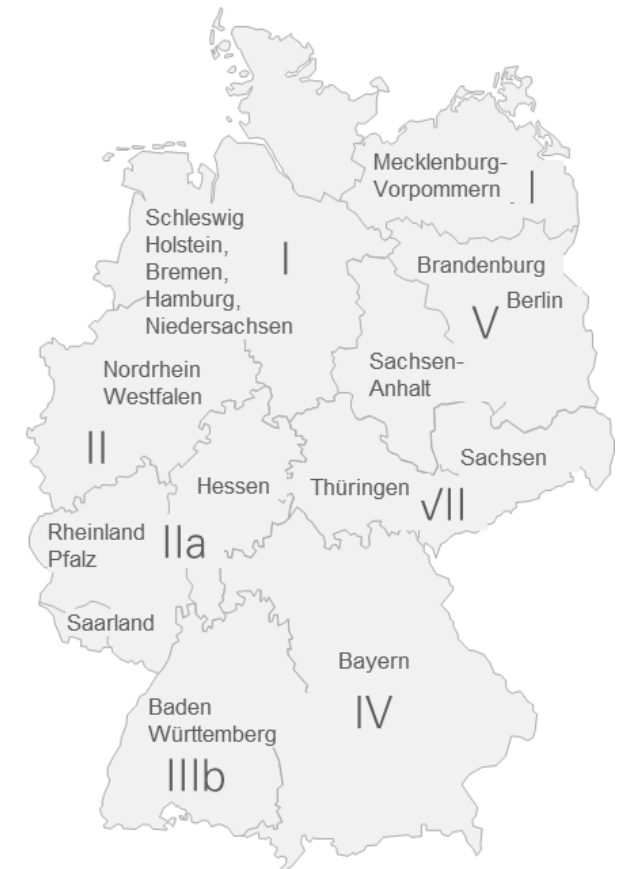 Mecklenburg-
Vorpommern
I
Schleswig
Holstein,
Bremen,
Hamburg,
Niedersachsen
I
Brandenburg
Berlin
V
Sachsen-
Anhalt
Nordrhein
Westfalen
II
Hessen
Thüringen
Sachsen
VII
Rheinland
Pfalz
IIa
Saarland
Bayern
IV
Baden
Württemberg
IIIb